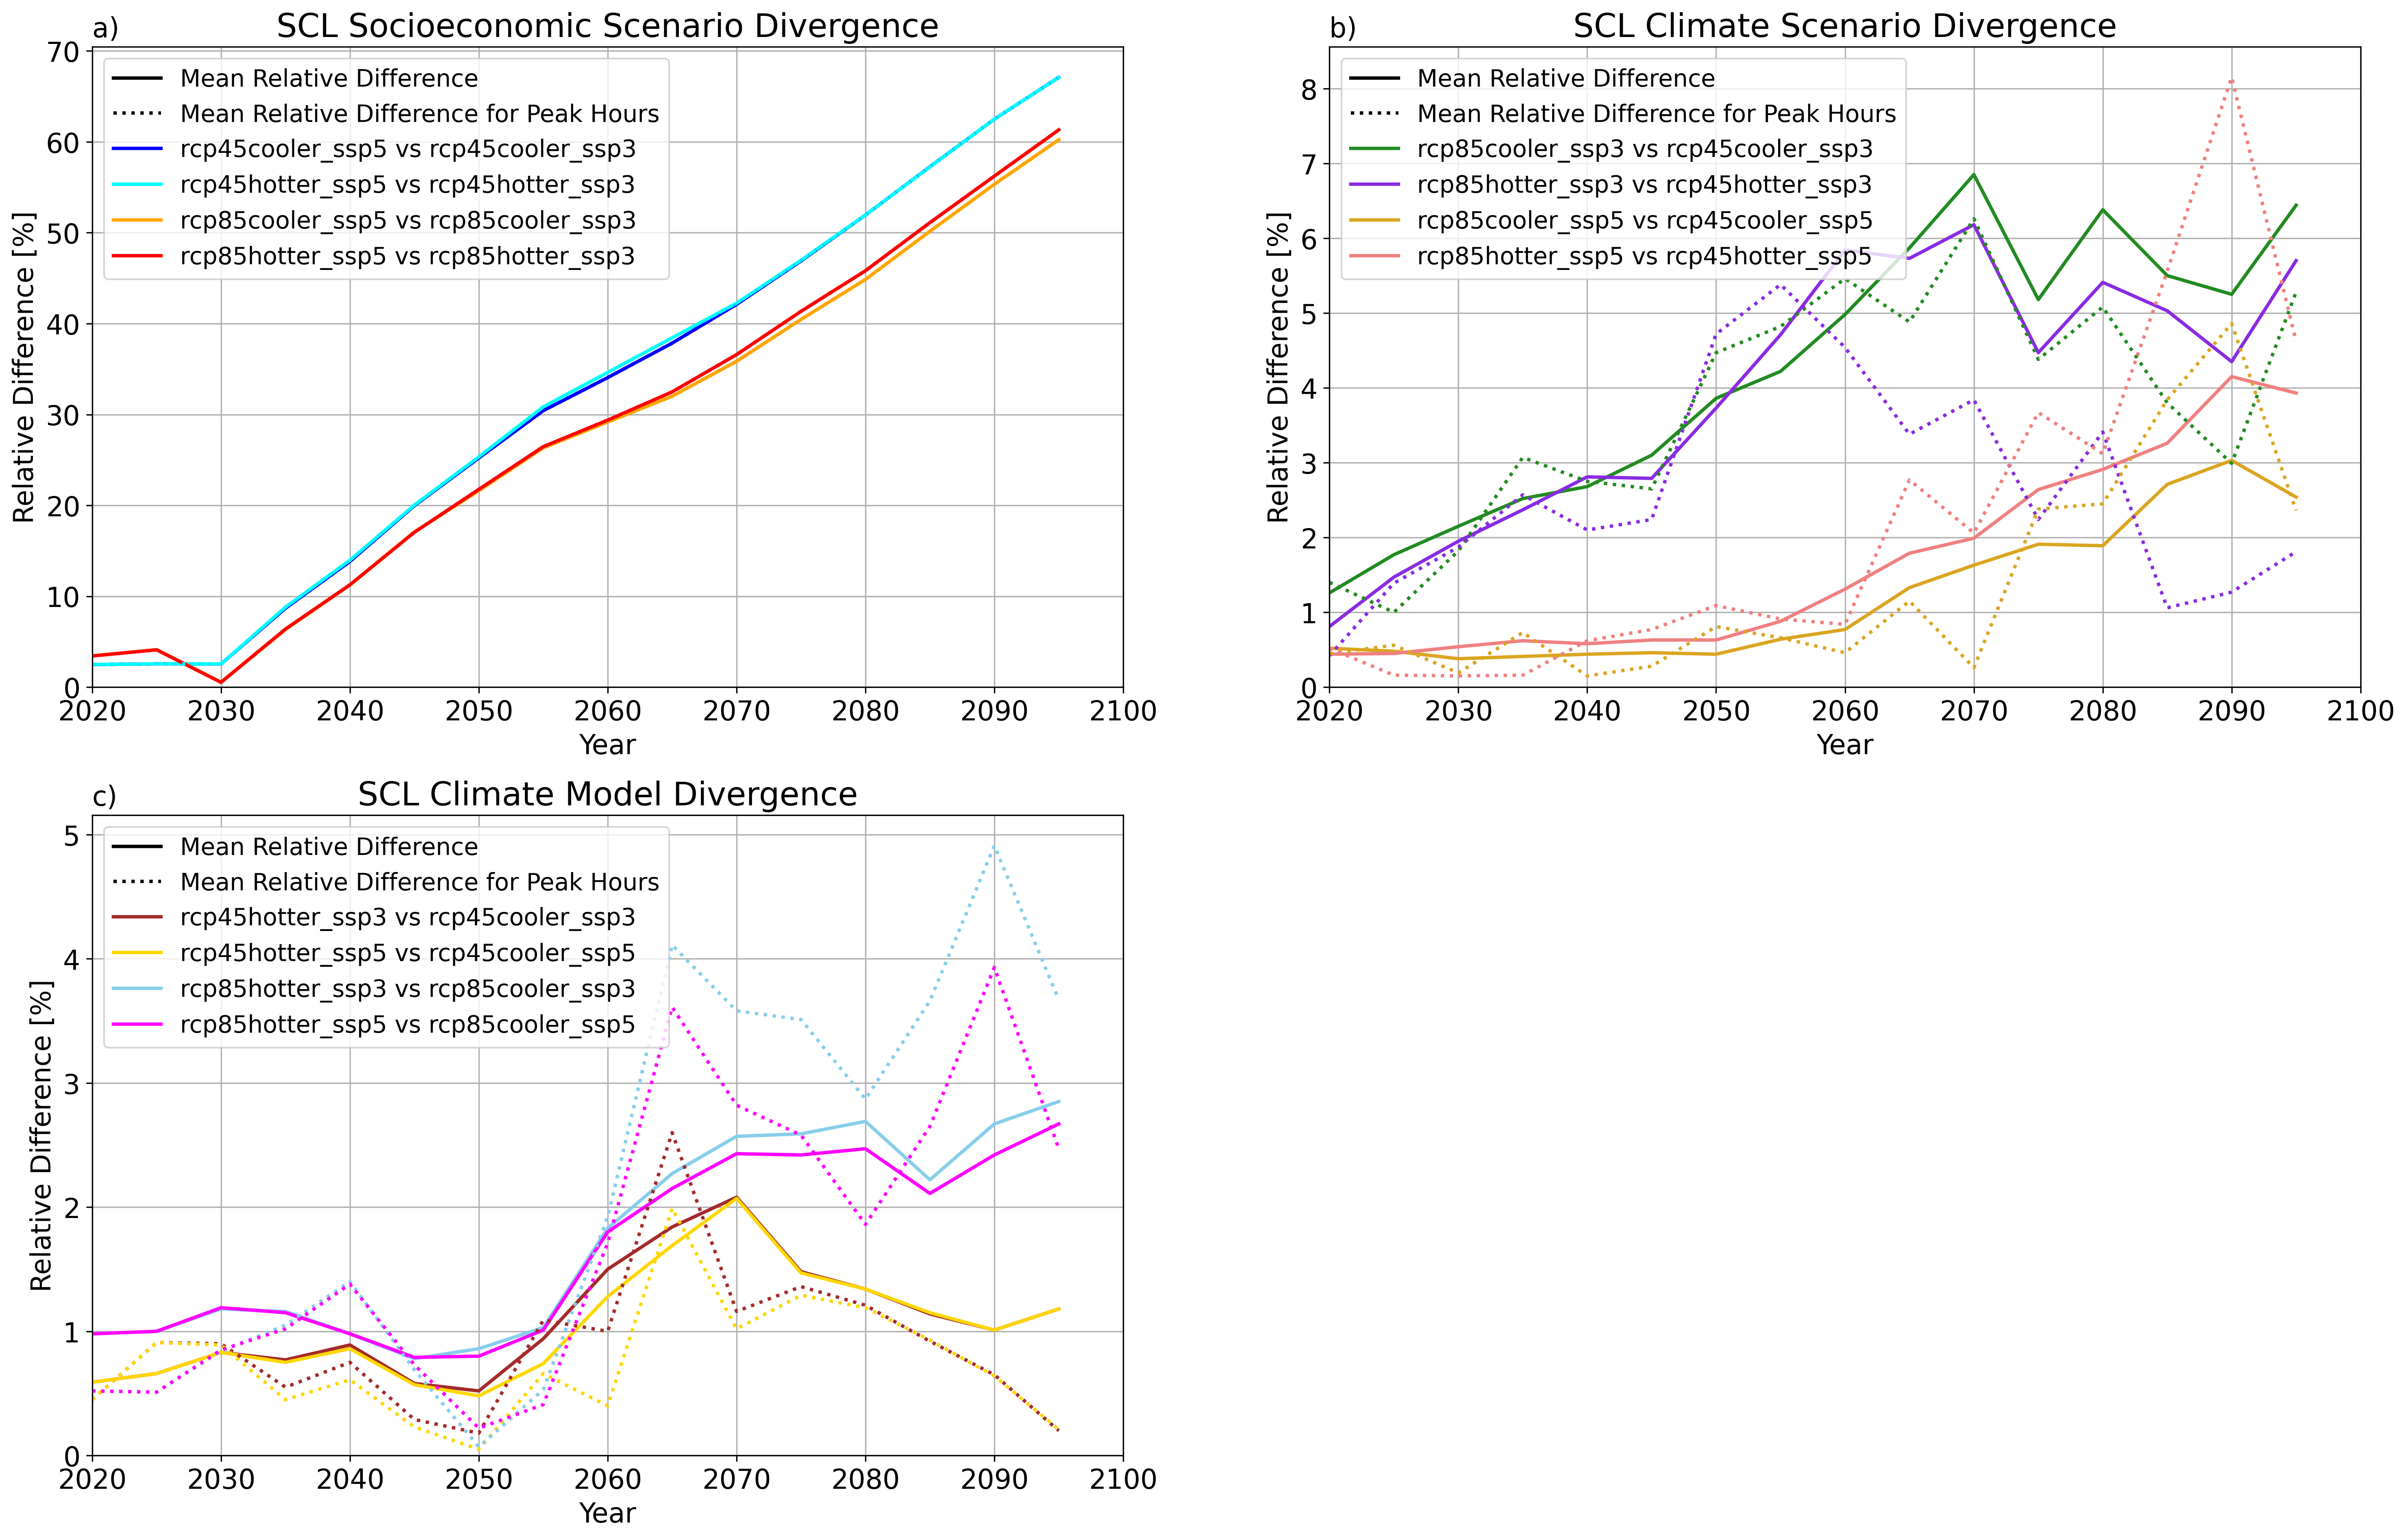 a)
SCL Socioeconomic Scenario Divergence
70
60
50
40
30
20
10
0
Relative Difference [%]
Mean Relative Difference
Mean Relative Difference for Peak Hours
rcp45cooler_ssp5 vs rcp45cooler_ssp3
rcp45hotter_ssp5 vs rcp45hotter_ssp3
rcp85cooler_ssp5 vs rcp85cooler_ssp3
rcp85hotter_ssp5 vs rcp85hotter_ssp3
2020 2030 2040 2050 2060 2070 2080 2090 2100
Year
b)
SCL Climate Scenario Divergence
8
7
6
5
4
3
2
1
0
Relative Difference [%]
Mean Relative Difference
Mean Relative Difference for Peak Hours
rcp85cooler_ssp3 vs rcp45cooler_ssp3
rcp85hotter_ssp3 vs rcp45hotter_ssp3
rcp85cooler_ssp5 vs rcp45cooler_ssp5
rcp85hotter_ssp5 vs rcp45hotter_ssp5
2020 2030 2040 2050 2060 2070 2080 2090 2100
Year
c)
SCL Climate Model Divergence
5
4
3
2
1
0
Relative Difference [%]
Mean Relative Difference
Mean Relative Difference for Peak Hours
rcp45hotter_ssp3 vs rcp45cooler_ssp3
rcp45hotter_ssp5 vs rcp45cooler_ssp5
rcp85hotter_ssp3 vs rcp85cooler_ssp3
rcp85hotter_ssp5 vs rcp85cooler_ssp5
2020 2030 2040 2050 2060 2070 2080 2090 2100
Year